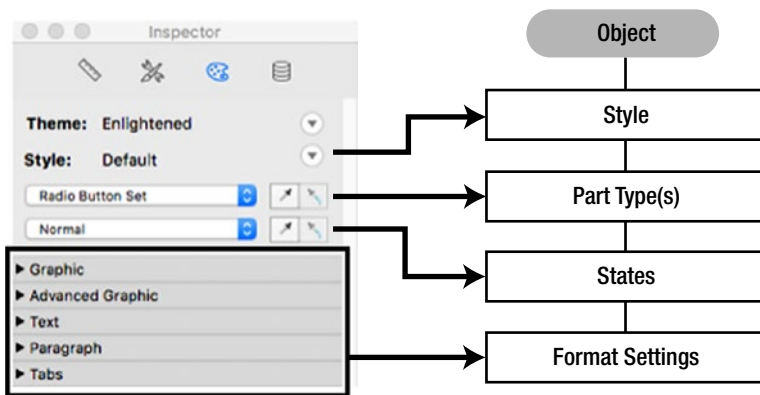 Inspector
Theme: Enlightened
Style: Default
Radio Button Set
Normal
Graphic
Advanced Graphic
Text
Paragraph
Tabs
Object
Style
Part Type(s)
States
Format Settings